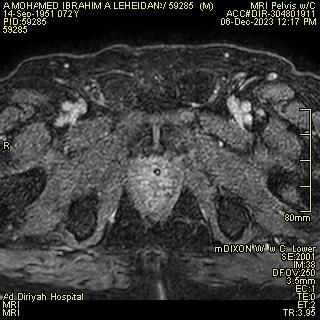 A MOHAMED IBRAHIM A LEHEIDAN:/ 59285 (M)
14-Sep-1951 072Y
PID:59285
59285
MRI Pelvis w/C
ACC#DIR-304801911
06-Dec-2023 12:17 PM
R
80mm
mDIXON W w C Lower
SE:2001
IM:38
DFOV:250
3.5mm
EC:1
TE:0
ET:2
TR:3.95
Ad Diriyah Hospital
MRI
MRI